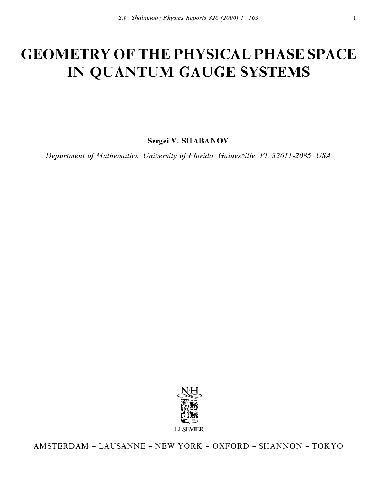 S.V. Shabanov / Physics Reports 326 (2000) 1-163 1
GEOMETRY OF THE PHYSICAL PHASE SPACE
IN QUANTUM GAUGE SYSTEMS
Sergei V. SHABANOV
Department of Mathematics, University of Florida, Gainesville, FL 32611-2085, USA
NH
ELSEVIER
AMSTERDAM – LAUSANNE – NEW YORK – OXFORD – SHANNON – TOKYO